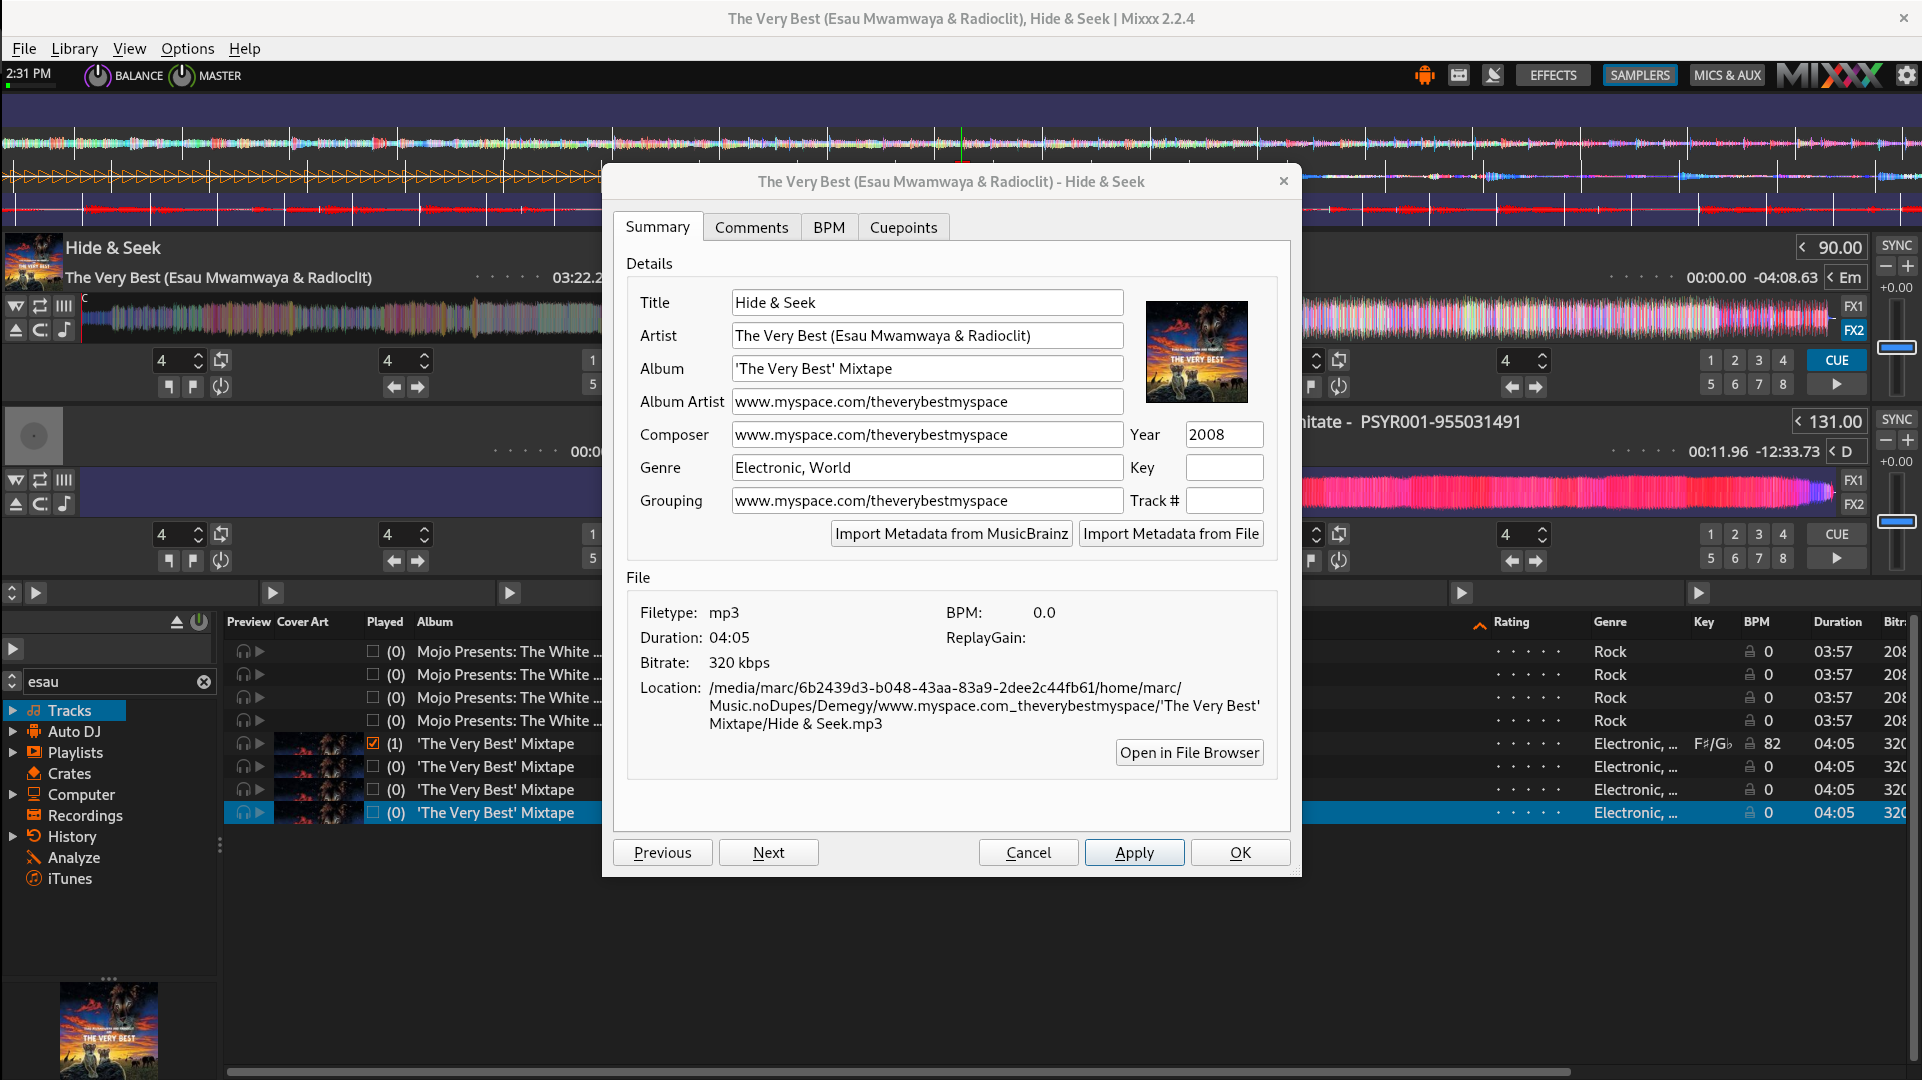 The Very Best (Esau Mwamwaya & Radioclit), Hide & Seek | Mixxx 2.2.4
File Library View Options Help
2:31 PM BALANCE MASTER EFFECTS SAMPLERS MICS & AUX MIXXX
The Very Best (Esau Mwamwaya & Radioclit) - Hide & Seek
Summary Comments BPM Cuepoints
Details
Title Hide & Seek
Artist The Very Best (Esau Mwamwaya & Radioclit)
Album 'The Very Best' Mixtape
Album Artist www.myspace.com/theverybestmyspace
Composer www.myspace.com/theverybestmyspace Year 2008
Genre Electronic, World Key
Grouping www.myspace.com/theverybestmyspace Track #
Import Metadata from MusicBrainz Import Metadata from File
File
Filetype: mp3 BPM: 0.0
Duration: 04:05 ReplayGain:
Bitrate: 320 kbps
Location: /media/marc/6b2439d3-b048-43aa-83a9-2dee2c44fb61/home/marc/
Music.noDupes/Demegy/www.myspace.com_theverybestmyspace/'The Very Best'
Mixtape/Hide & Seek.mp3
Open in File Browser
Previous Next Cancel Apply OK
THE VERY BEST
Hide & Seek
The Very Best (Esau Mwamwaya & Radioclit) 03:22.2
C
4 4 1
5
00:0
4 4 1
5
90.00 SYNC
00:00.00 -04:08.63 Em
+0.00
FX1
FX2
4 1 2 3 4 CUE
5 6 7 8
nitate - PSYR001-955031491 131.00 SYNC
00:11.96 -12:33.73 D
+0.00
FX1
FX2
4 1 2 3 4 CUE
5 6 7 8
esau
Tracks
Auto DJ
Playlists
Crates
Computer
Recordings
History
Analyze
iTunes
THE VERY BEST
Preview Cover Art Played Album Rating Genre Key BPM Duration Bitr
(0) Mojo Presents: The White ... Rock 0 03:57 208
(0) Mojo Presents: The White ... Rock 0 03:57 208
(0) Mojo Presents: The White ... Rock 0 03:57 208
(0) Mojo Presents: The White ... Rock 0 03:57 208
(1) 'The Very Best' Mixtape Electronic, ... F♯/G♭ 82 04:05 320
(0) 'The Very Best' Mixtape Electronic, ... 0 04:05 320
(0) 'The Very Best' Mixtape Electronic, ... 0 04:05 320
(0) 'The Very Best' Mixtape Electronic, ... 0 04:05 320